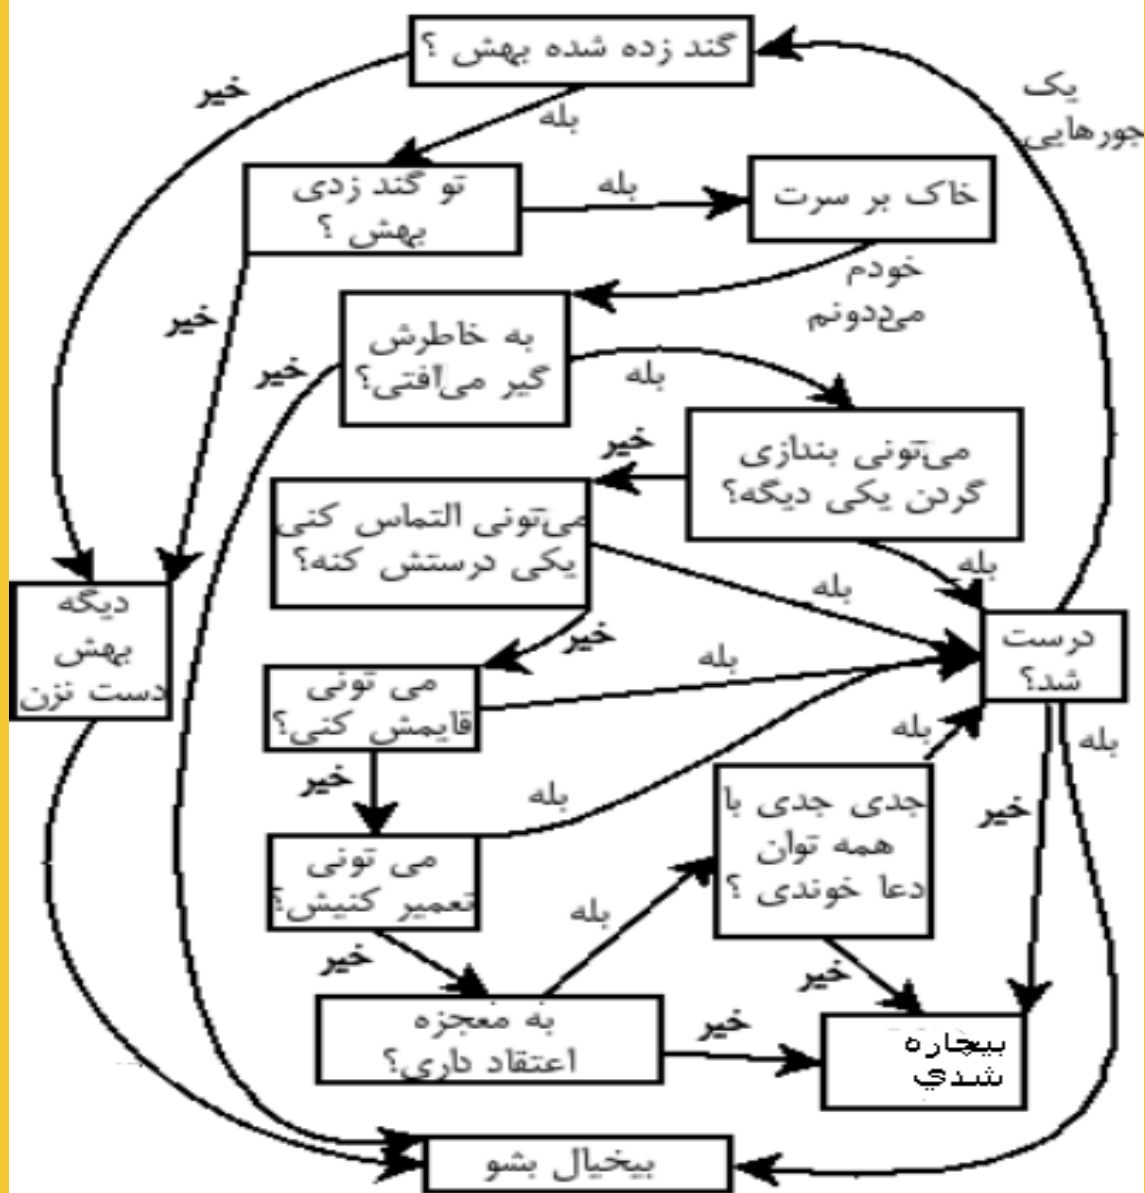 گند زده شده بهش ؟
خیر
بله
یک
جورهایی
تو گند زدی
بهش ؟
بله
خاک بر سرت
خیر
خودم
می‌دونم
به خاطرش
گیر می‌افتی؟
خیر
بله
می‌تونی بندازی
گردن یکی دیگه؟
خیر
بله
می‌تونی التماس کنی
یکی درستش کنه؟
بله
خیر
دیگه
بهش
دست نزن
درست
شد؟
می تونی
قایمش کنی؟
بله
خیر
بله
خیر
می تونی
تعمیر کنیش؟
بله
خیر
جدی جدی با
همه توان
دعا خوندی ؟
بله
خیر
به معجزه
اعتقاد داری؟
بله
خیر
بیچاره
شدي
بیخیال بشو